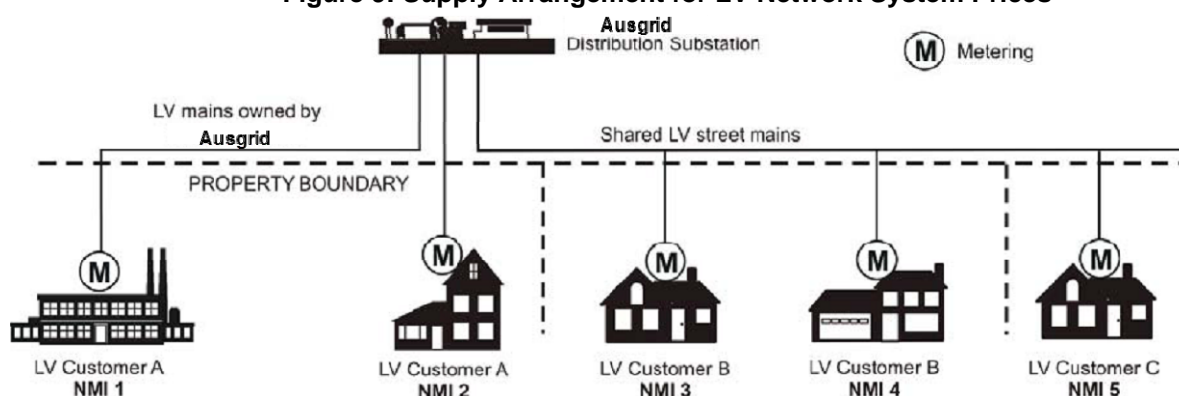 Figure 3: Supply Arrangement for LV Network System Prices
Ausgrid
Distribution Substation
M Metering
LV mains owned by
Ausgrid
Shared LV street mains
PROPERTY BOUNDARY
M M M M M
LV Customer A LV Customer A LV Customer B LV Customer B LV Customer C
NMI 1 NMI 2 NMI 3 NMI 4 NMI 5